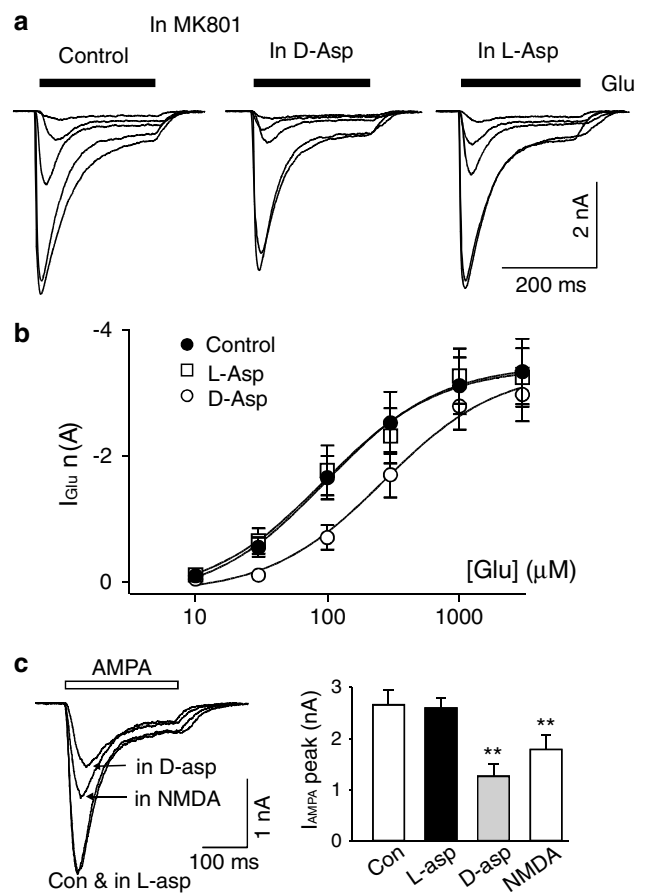 a
In MK801
Control
In D-Asp
In L-Asp
Glu
2 nA
200 ms
b
-4
-2
0
IGlu n (A)
Control
L-Asp
D-Asp
[Glu] (μM)
10
100
1000
c
AMPA
in D-asp
in NMDA
1 nA
100 ms
Con & in L-asp
3
2
1
0
IAMPA peak (nA)
**
**
Con
L-asp
D-asp
NMDA